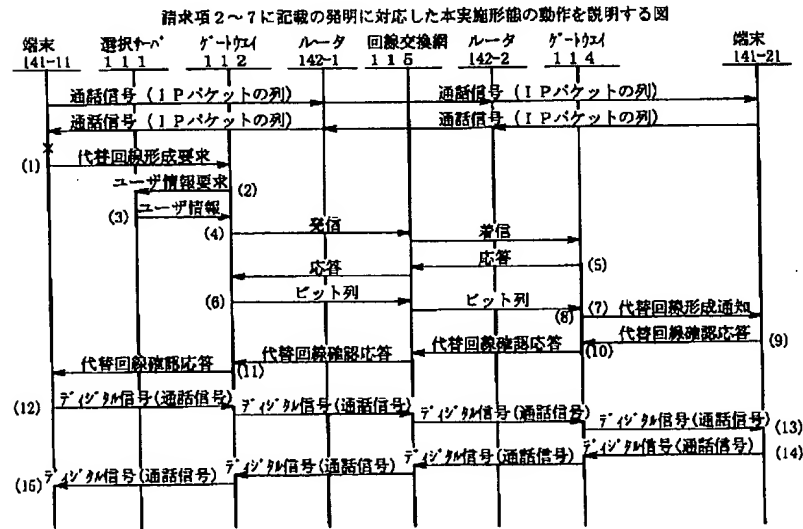 請求項2～7に記載の発明に対応した本実施形態の動作を説明する図
端末 選択ｻｰﾊﾞ ｹﾞｰﾄｳｴｲ ルータ 回線交換網 ルータ ｹﾞｰﾄｳｴｲ 端末
141-11 111 112 142-1 115 142-2 114 141-21
通話信号（IPパケットの列） 通話信号（IPパケットの列）
通話信号（IPパケットの列） 通話信号（IPパケットの列）
(1) 代替回線形成要求
ユーザ情報要求 (2)
(3) ユーザ情報
(4) 発信 着信
応答 応答 (5)
(6) ビット列 ビット列 (8) (7) 代替回線形成通知
代替回線確認応答 (9)
代替回線確認応答 代替回線確認応答 (10)
代替回線確認応答 (11)
(12) ﾃﾞｨｼﾞﾀﾙ信号(通話信号) ﾃﾞｨｼﾞﾀﾙ信号(通話信号) ﾃﾞｨｼﾞﾀﾙ信号(通話信号) ﾃﾞｨｼﾞﾀﾙ信号(通話信号) (13)
(15) ﾃﾞｨｼﾞﾀﾙ信号(通話信号) ﾃﾞｨｼﾞﾀﾙ信号(通話信号) ﾃﾞｨｼﾞﾀﾙ信号(通話信号) ﾃﾞｨｼﾞﾀﾙ信号(通話信号) (14)